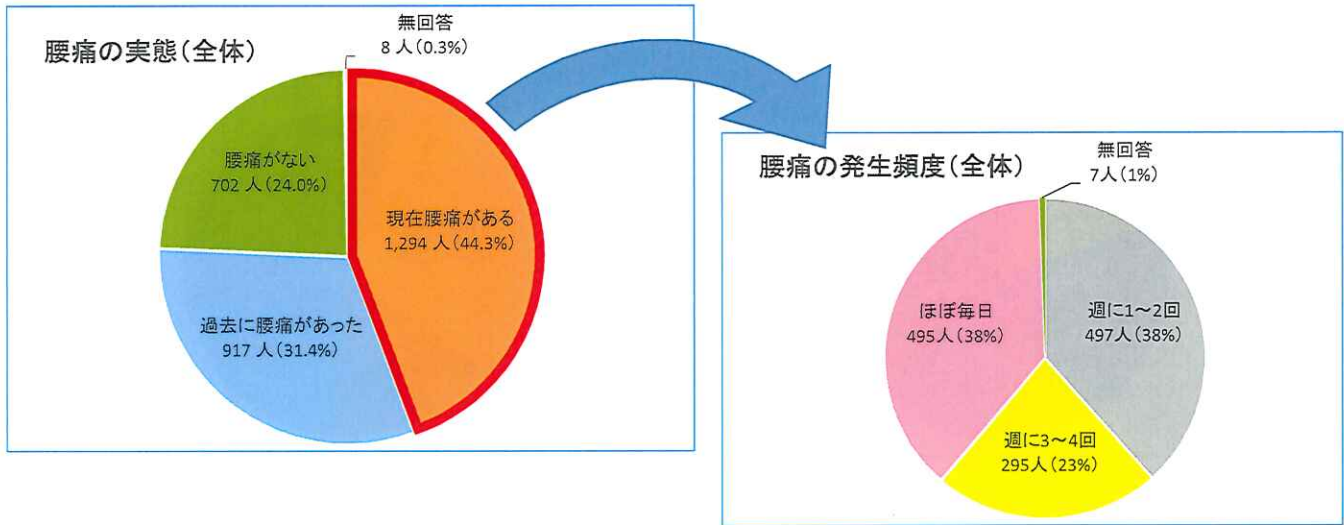 腰痛の実態(全体)
無回答
8 人(0.3%)
腰痛がない
702 人(24.0%)
現在腰痛がある
1,294 人(44.3%)
過去に腰痛があった
917 人(31.4%)
腰痛の発生頻度(全体)
無回答
7人(1%)
ほぼ毎日
495人(38%)
週に1～2回
497人(38%)
週に3～4回
295人(23%)